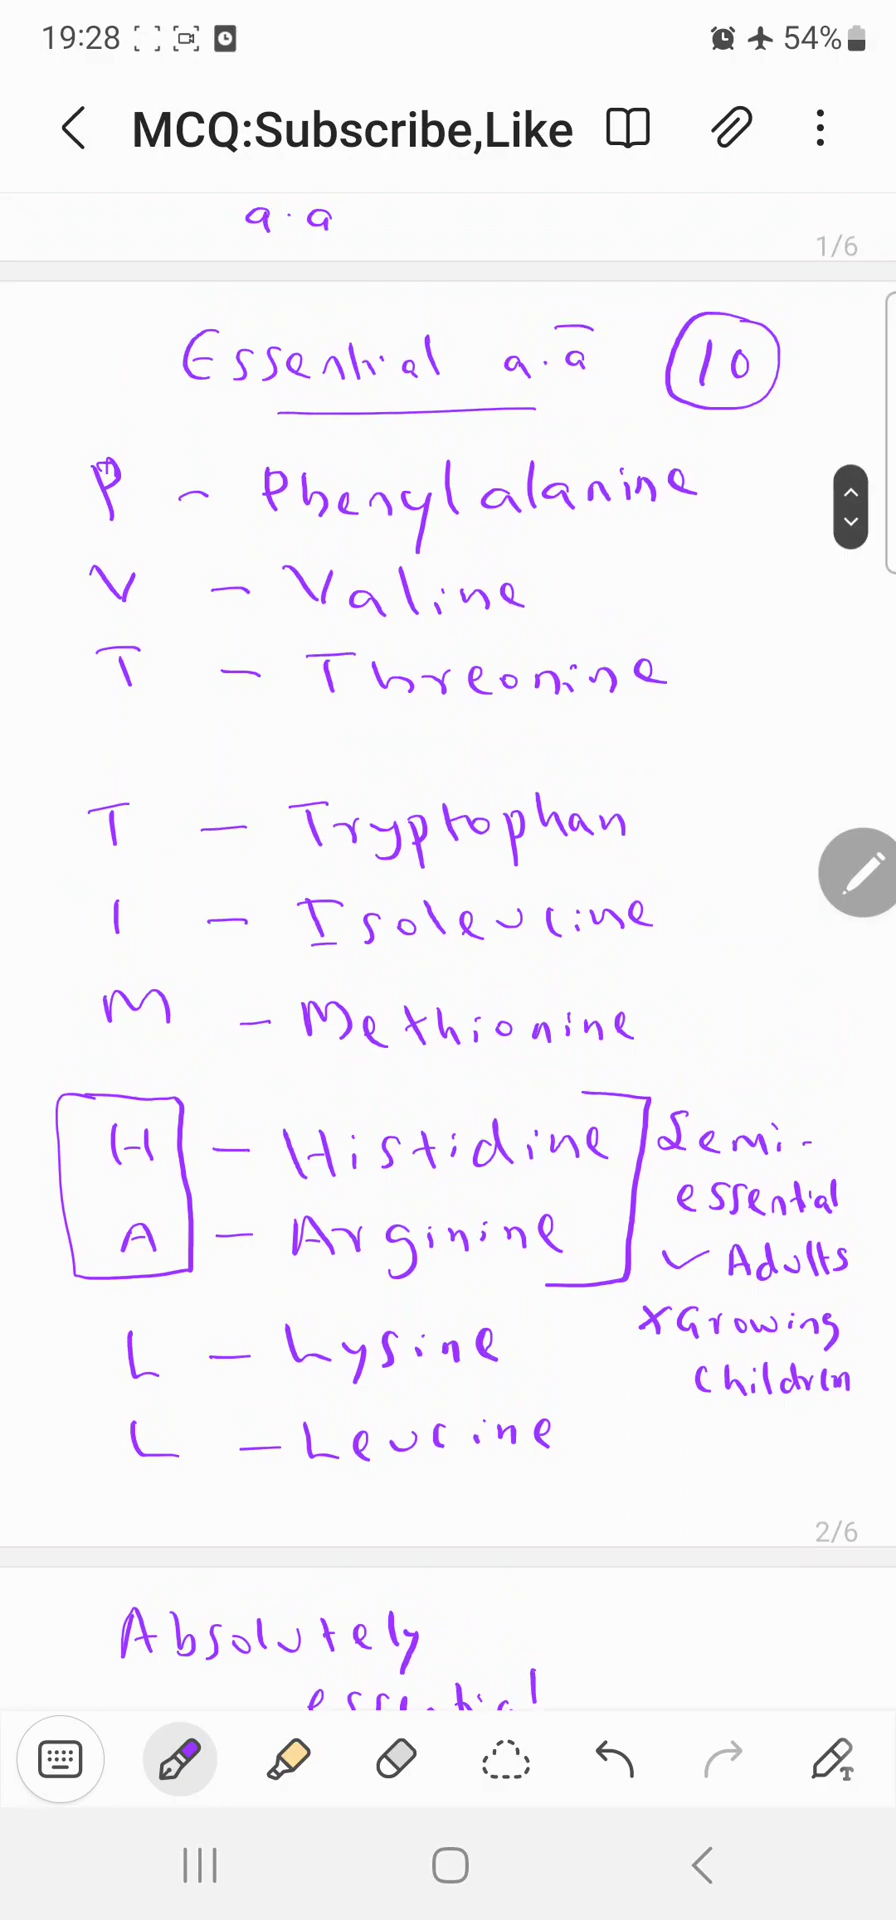 19:28 54%
MCQ:Subscribe,Like
a.a
1/6
Essential a.a 10
P - Phenylalanine
V - Valine
T - Threonine
T - Tryptophan
I - Isoleucine
M - Methionine
H - Histidine Semi-
essential
A - Arginine ✓ Adults
L - Lysine x Growing
children
L - Leucine
2/6
Absolutely
essential